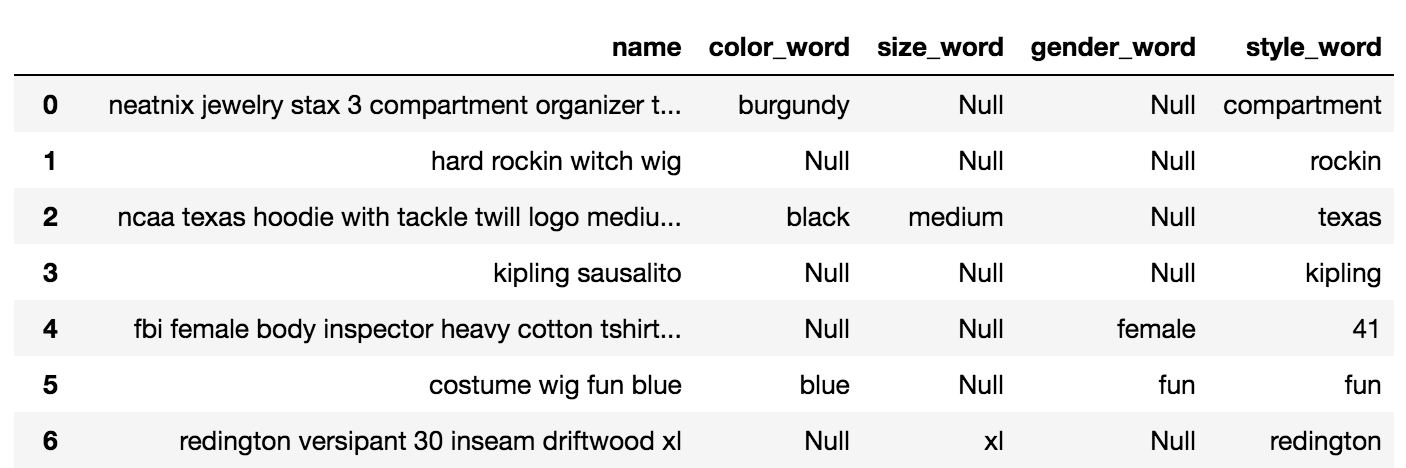 name color_word size_word gender_word style_word
0 neatnix jewelry stax 3 compartment organizer t... burgundy Null Null compartment
1 hard rockin witch wig Null Null Null rockin
2 ncaa texas hoodie with tackle twill logo mediu... black medium Null texas
3 kipling sausalito Null Null Null kipling
4 fbi female body inspector heavy cotton tshirt... Null Null female 41
5 costume wig fun blue blue Null fun fun
6 redington versipant 30 inseam driftwood xl Null xl Null redington